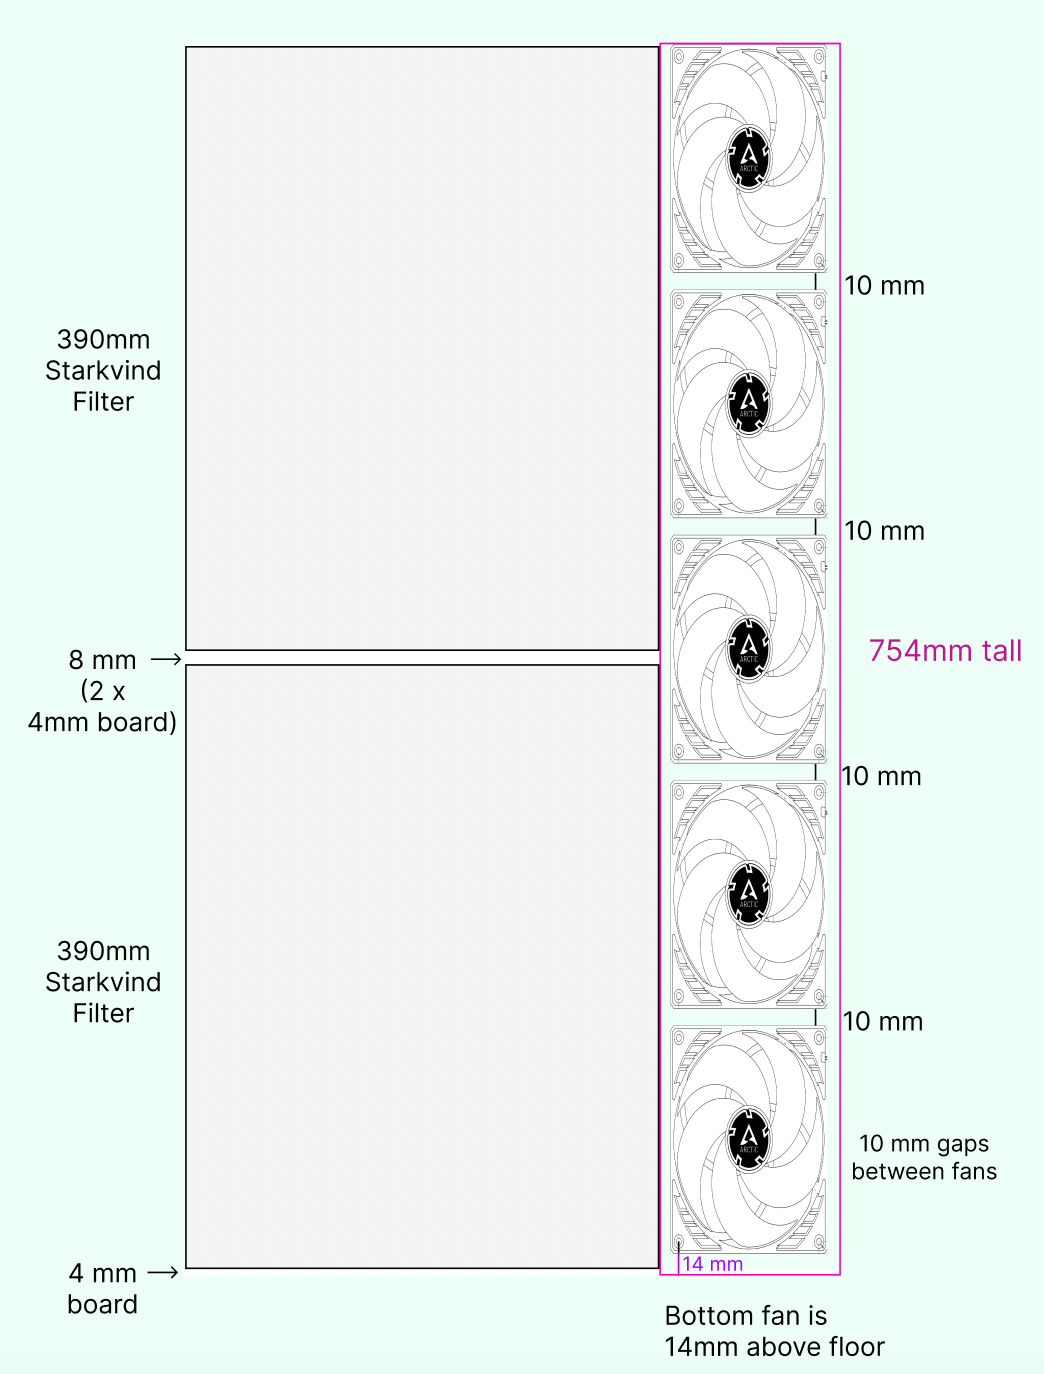 ARCTIC
10 mm
390mm
Starkvind
Filter
ARCTIC
10 mm
ARCTIC
754mm tall
8 mm
(2 x
4mm board)
10 mm
ARCTIC
390mm
Starkvind
Filter
10 mm
ARCTIC
10 mm gaps
between fans
14 mm
4 mm
board
Bottom fan is
14mm above floor